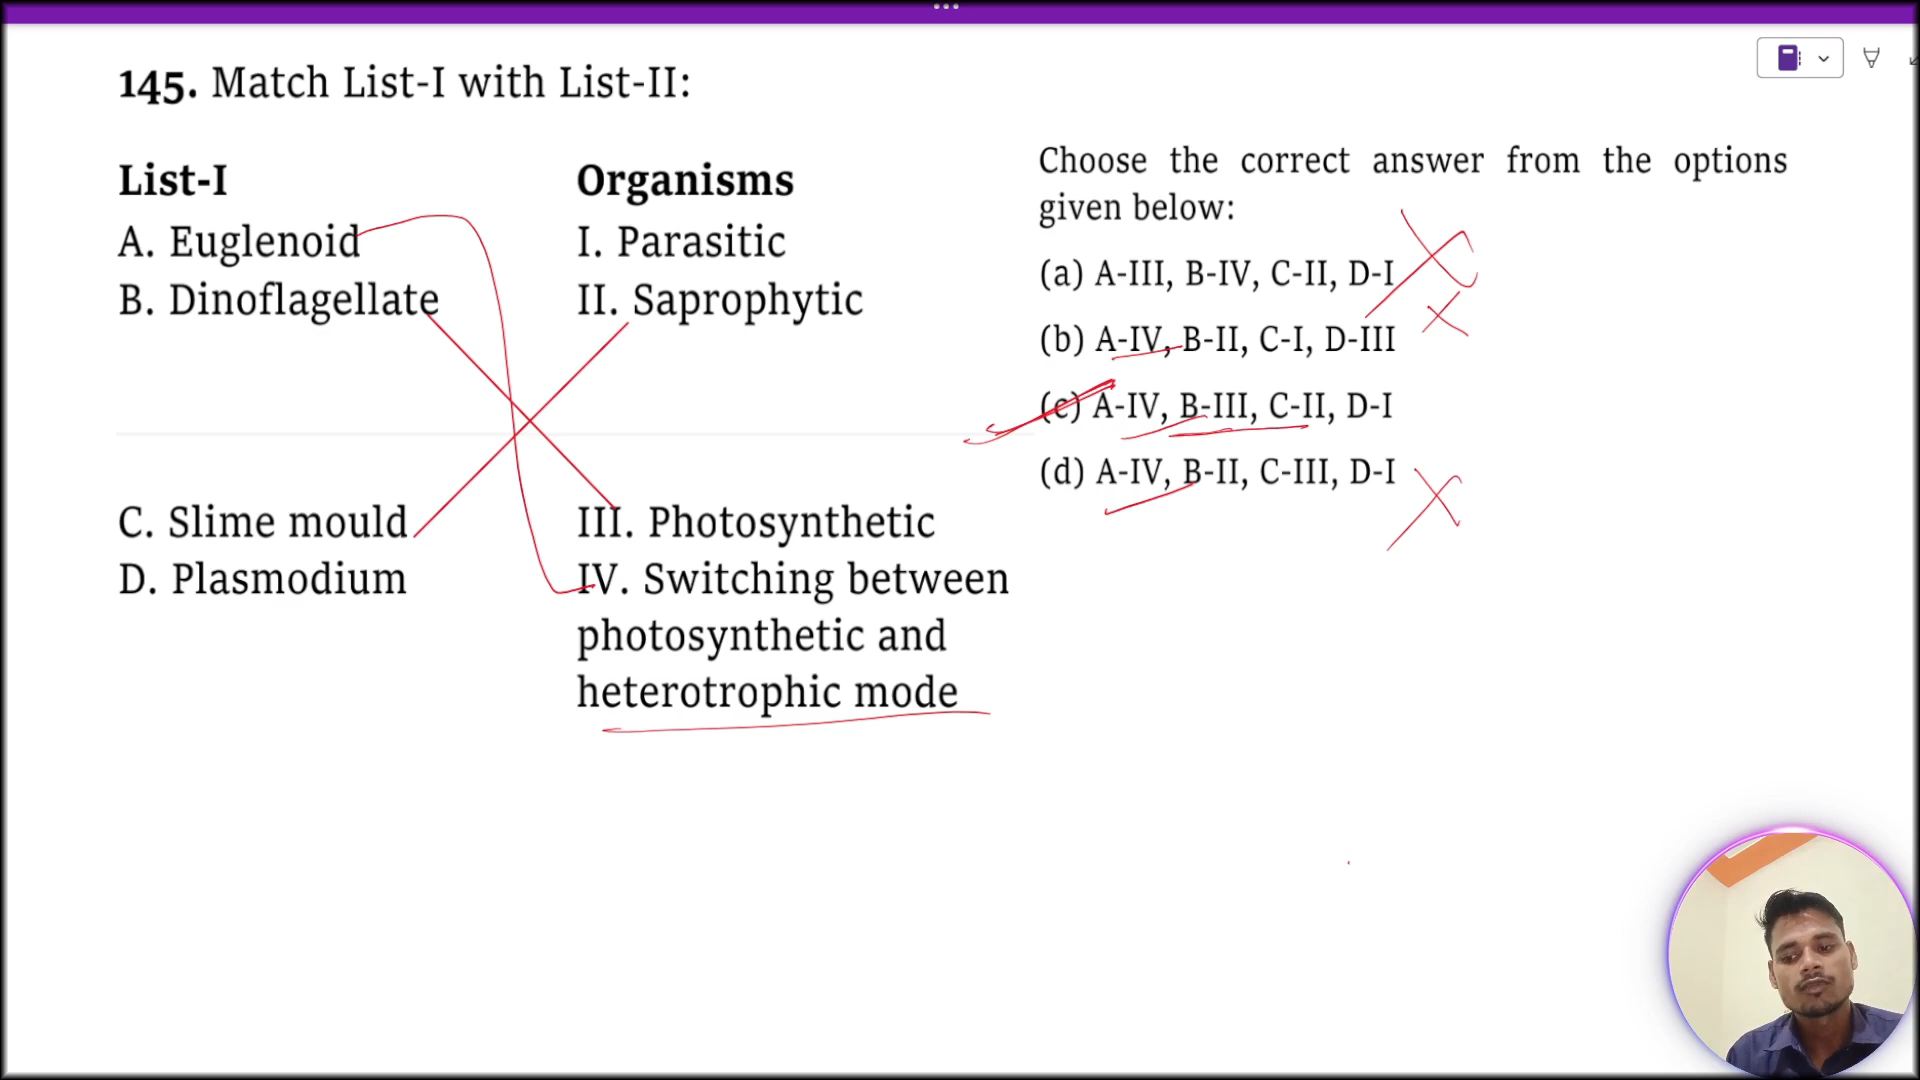 145. Match List-I with List-II:
List-I
Organisms
A. Euglenoid
I. Parasitic
B. Dinoflagellate
II. Saprophytic
C. Slime mould
III. Photosynthetic
D. Plasmodium
IV. Switching between
photosynthetic and
heterotrophic mode
Choose the correct answer from the options
given below:
(a) A-III, B-IV, C-II, D-I
(b) A-IV, B-II, C-I, D-III
(c) A-IV, B-III, C-II, D-I
(d) A-IV, B-II, C-III, D-I